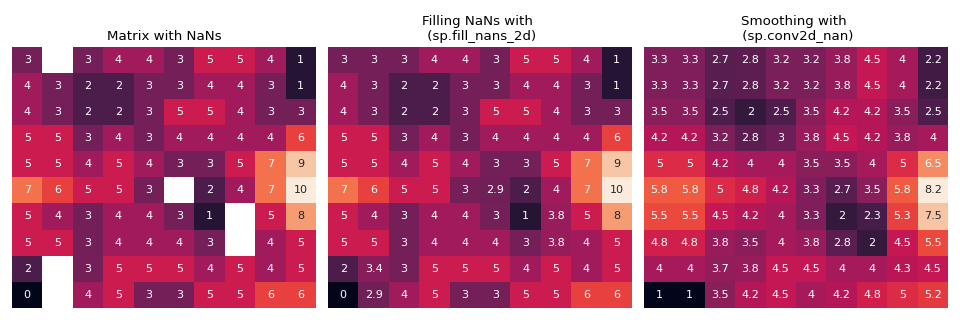 Matrix with NaNs
3 3 4 4 3 5 5 4 1
4 3 2 2 3 3 4 4 3 1
4 3 2 2 3 5 5 4 3 3
5 5 3 4 3 4 4 4 4 6
5 5 4 5 4 3 3 5 7 9
7 6 5 5 3 2 4 7 10
5 4 3 4 4 3 1 5 8
5 5 3 4 4 4 3 4 5
2 3 5 5 5 4 5 4 5
0 4 5 3 3 5 5 6 6
Filling NaNs with
(sp.fill_nans_2d)
3 3 3 4 4 3 5 5 4 1
4 3 2 2 3 3 4 4 3 1
4 3 2 2 3 5 5 4 3 3
5 5 3 4 3 4 4 4 4 6
5 5 4 5 4 3 3 5 7 9
7 6 5 5 3 2.9 2 4 7 10
5 4 3 4 4 3 1 3.8 5 8
5 5 3 4 4 4 3 3.8 4 5
2 3.4 3 5 5 5 4 5 4 5
0 2.9 4 5 3 3 5 5 6 6
Smoothing with
(sp.conv2d_nan)
3.3 3.3 2.7 2.8 3.2 3.2 3.8 4.5 4 2.2
3.3 3.3 2.7 2.8 3.2 3.2 3.8 4.5 4 2.2
3.5 3.5 2.5 2 2.5 3.5 4.2 4.2 3.5 2.5
4.2 4.2 3.2 2.8 3 3.8 4.5 4.2 3.8 4
5 5 4.2 4 4 3.5 3.5 4 5 6.5
5.8 5.8 5 4.8 4.2 3.3 2.7 3.5 5.8 8.2
5.5 5.5 4.5 4.2 4 3.3 2 2.3 5.3 7.5
4.8 4.8 3.8 3.5 4 3.8 2.8 2 4.5 5.5
4 4 3.7 3.8 4.5 4.5 4 4 4.3 4.5
1 1 3.5 4.2 4.5 4 4.2 4.8 5 5.2